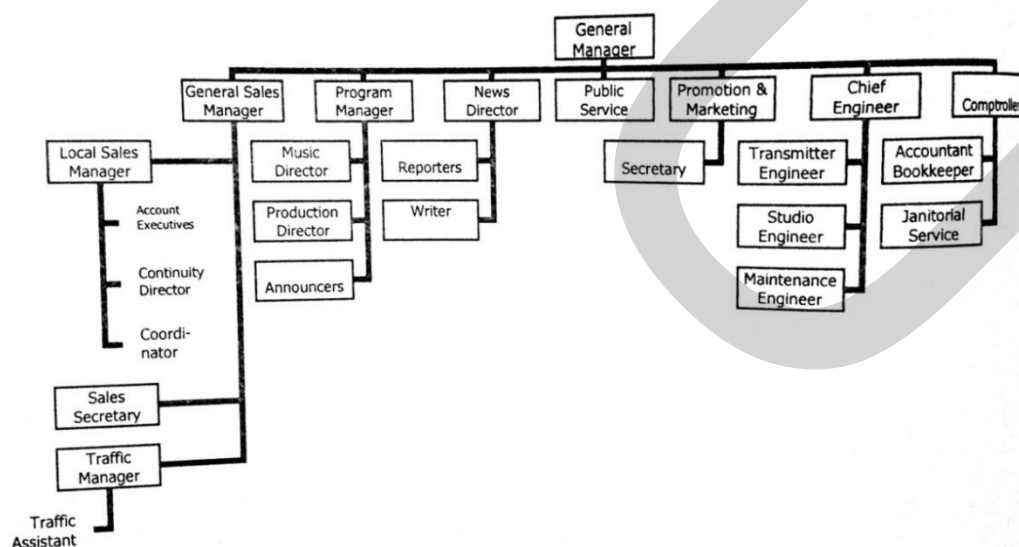 General
Manager
General Sales
Manager
Program
Manager
News
Director
Public
Service
Promotion &
Marketing
Chief
Engineer
Comptroller
Local Sales
Manager
Account
Executives
Continuity
Director
Coordi-
nator
Sales
Secretary
Traffic
Manager
Traffic
Assistant
Music
Director
Production
Director
Announcers
Reporters
Writer
Secretary
Transmitter
Engineer
Studio
Engineer
Maintenance
Engineer
Accountant
Bookkeeper
Janitorial
Service